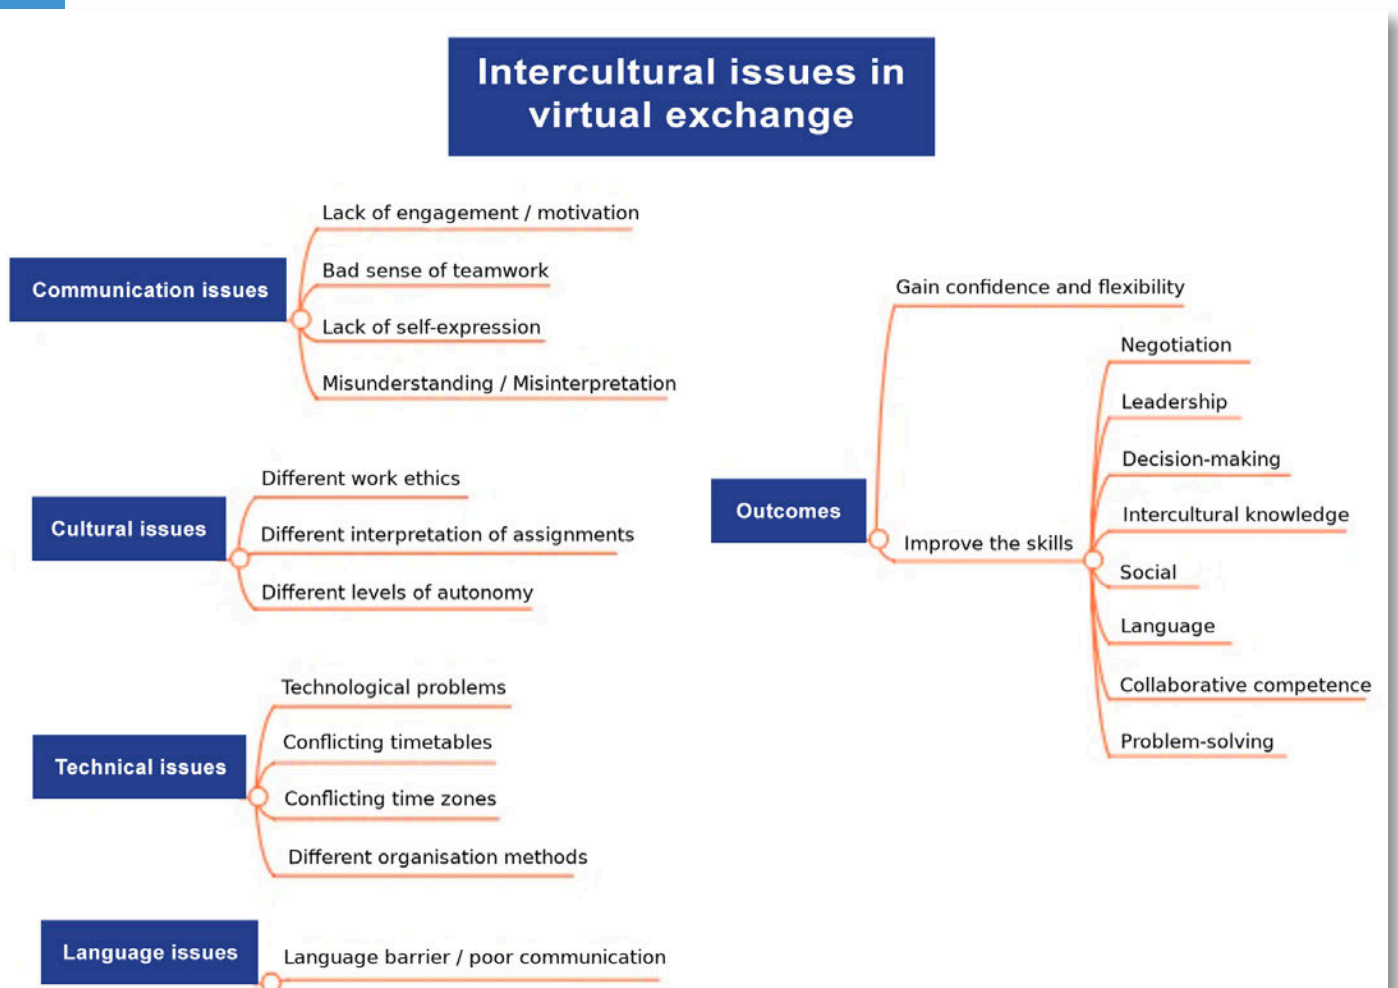 Intercultural issues in
virtual exchange
Communication issues
Lack of engagement / motivation
Bad sense of teamwork
Lack of self-expression
Misunderstanding / Misinterpretation
Cultural issues
Different work ethics
Different interpretation of assignments
Different levels of autonomy
Technical issues
Technological problems
Conflicting timetables
Conflicting time zones
Different organisation methods
Language issues
Language barrier / poor communication
Outcomes
Gain confidence and flexibility
Improve the skills
Negotiation
Leadership
Decision-making
Intercultural knowledge
Social
Language
Collaborative competence
Problem-solving